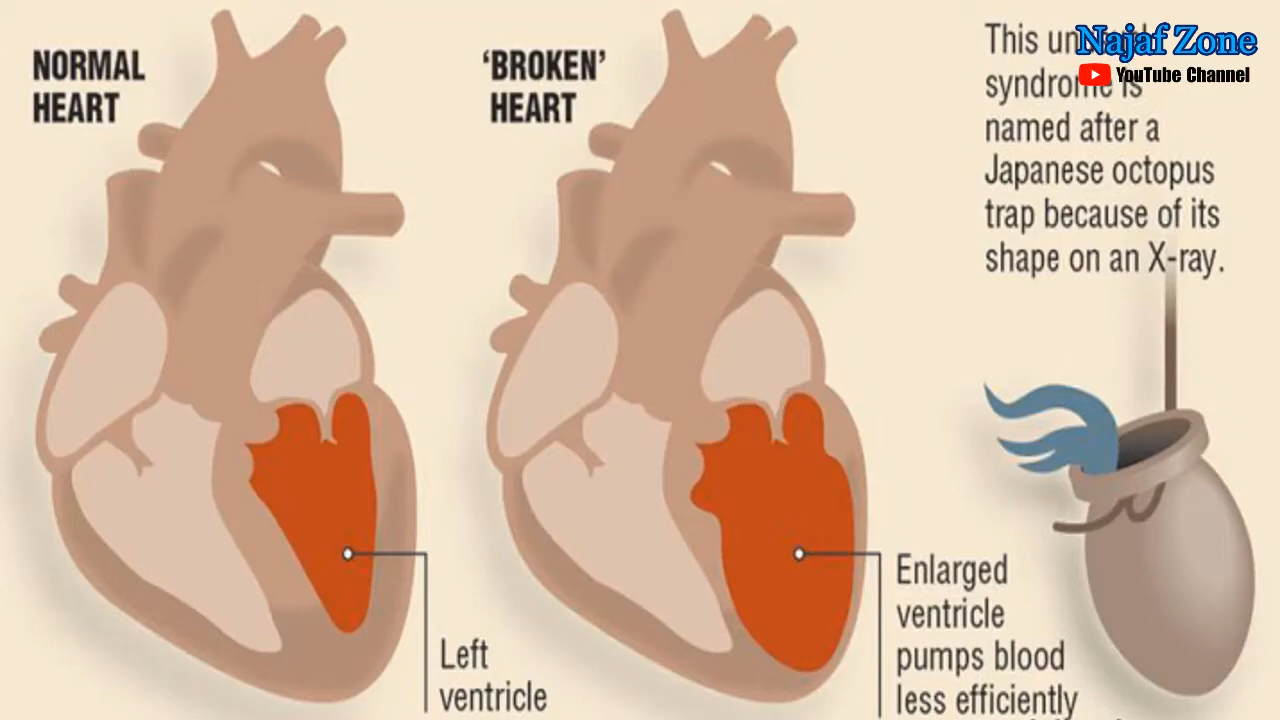 NORMAL
HEART
‘BROKEN’
HEART
This
syndrome is
named after a
Japanese octopus
trap because of its
shape on an X-ray.
Najaf Zone
YouTube Channel
Left
ventricle
Enlarged
ventricle
pumps blood
less efficiently